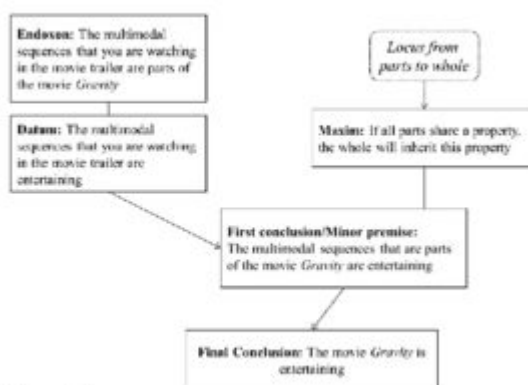 Endoxon: The multimodal
sequences that you are watching
in the movie trailer are parts of
the movie Gravity
Datum: The multimodal
sequences that you are watching
in the movie trailer are
entertaining
Locus from
parts to whole
Maxim: If all parts share a property,
the whole will inherit this property
First conclusion/Minor premise:
The multimodal sequences that are parts
of the movie Gravity are entertaining
Final Conclusion: The movie Gravity is
entertaining